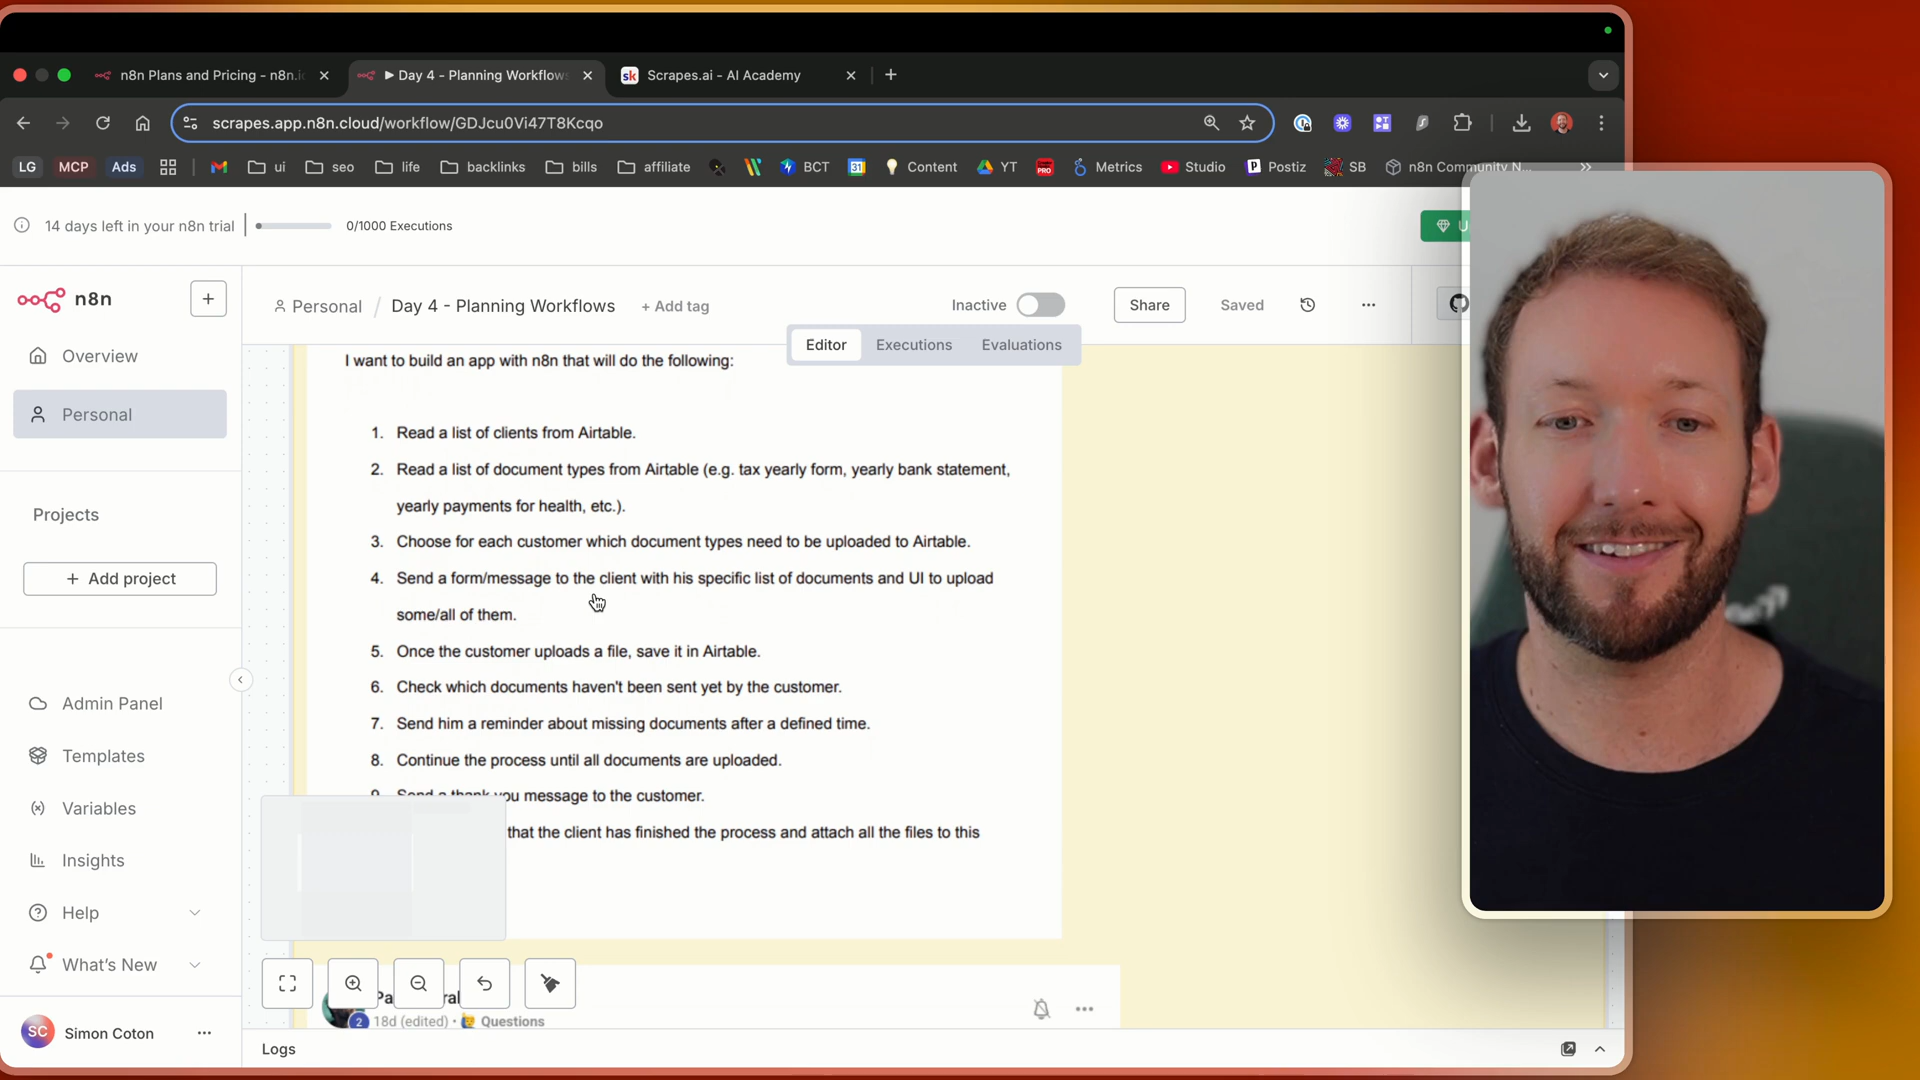 n8n Plans and Pricing - n8n.i
Day 4 - Planning Workflows
sk Scrapes.ai - AI Academy
scrapes.app.n8n.cloud/workflow/GDJcu0Vi47T8Kcqo
LG MCP Ads ui seo life backlinks bills affiliate BCT 31 Content YT PRO Metrics Studio Postiz SB n8n Community N...
14 days left in your n8n trial 0/1000 Executions U
n8n
Personal / Day 4 - Planning Workflows + Add tag Inactive Share Saved
Editor Executions Evaluations
Overview
Personal
Projects
+ Add project
Admin Panel
Templates
Variables
Insights
Help
What's New
SC Simon Coton
I want to build an app with n8n that will do the following:
1. Read a list of clients from Airtable.
2. Read a list of document types from Airtable (e.g. tax yearly form, yearly bank statement,
yearly payments for health, etc.).
3. Choose for each customer which document types need to be uploaded to Airtable.
4. Send a form/message to the client with his specific list of documents and UI to upload
some/all of them.
5. Once the customer uploads a file, save it in Airtable.
6. Check which documents haven't been sent yet by the customer.
7. Send him a reminder about missing documents after a defined time.
8. Continue the process until all documents are uploaded.
9. Send a thank you message to the customer.
that the client has finished the process and attach all the files to this
2 18d (edited) • Questions
Logs